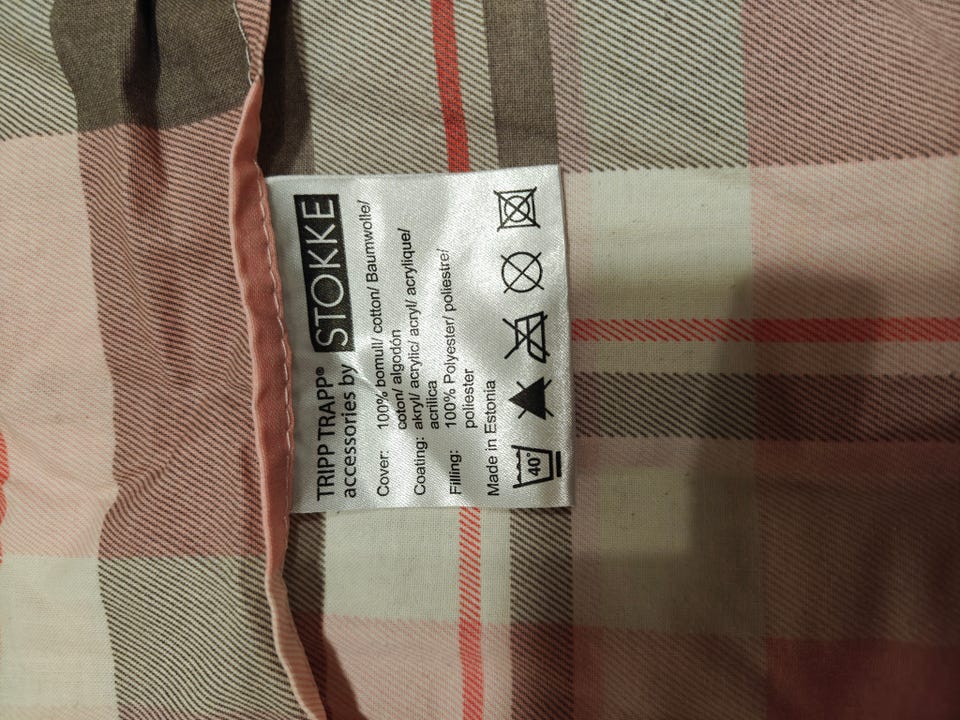 TRIPP TRAPP®
accessories by STOKKE
Cover: 100% bomull/ cotton/ Baumwolle/
coton/ algodón
Coating: akryl/ acrylic/ acryl/ acrylique/
acrilica
Filling: 100% Polyester/ poliestre/
poliester
Made in Estonia
40°